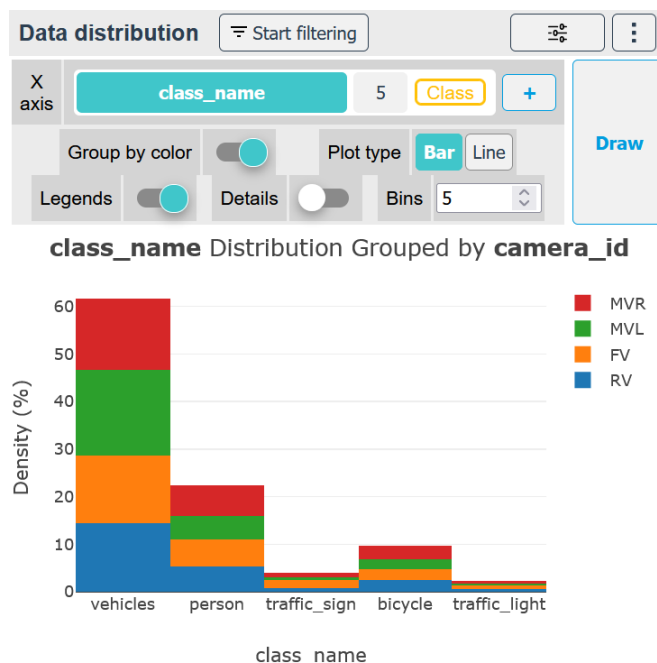 Data distribution Start filtering
X axis class_name 5 Class +
Draw
Group by color Plot type Bar Line
Legends Details Bins 5
class_name Distribution Grouped by camera_id
MVR
MVL
FV
RV
Density (%)
60
50
40
30
20
10
0
vehicles person traffic_sign bicycle traffic_light
class_name